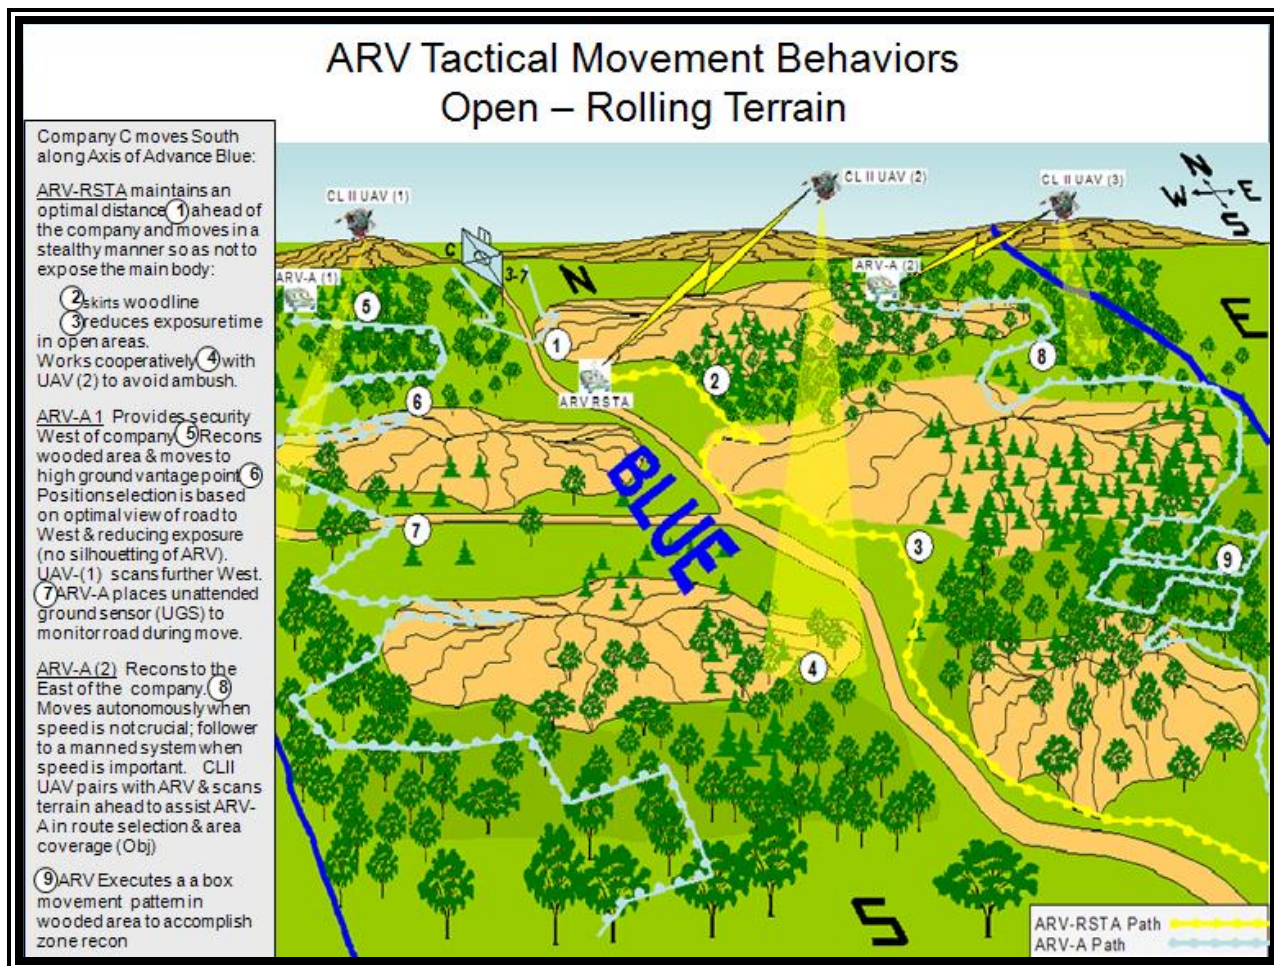 ARV Tactical Movement Behaviors
Open – Rolling Terrain
Company C moves South
along Axis of Advance Blue:
ARV-RSTA maintains an
optimal distance 1 ahead of
the company and moves in a
stealthy manner so as not to
expose the main body:
2 skirts woodline
3 reduces exposure time
in open areas.
Works cooperatively 4 with
UAV (2) to avoid ambush.
ARV-A 1 Provides security
West of company 5 Recons
wooded area & moves to
high ground vantage point 6
Position selection is based
on optimal view of road to
West & reducing exposure
(no silhouetting of ARV).
UAV-(1) scans further West.
7 ARV-A places unattended
ground sensor (UGS) to
monitor road during move.
ARV-A (2) Recons to the
East of the company. 8
Moves autonomously when
speed is not crucial; follower
to a manned system when
speed is important. CLII
UAV pairs with ARV & scans
terrain ahead to assist ARV-
A in route selection & area
coverage (Obj)
9 ARV Executes a a box
movement pattern in
wooded area to accomplish
zone recon
CL II UAV (1)
CL II UAV (2)
CL II UAV (3)
N
W
E
S
C
3-7
N
ARV-A (1)
ARV-A (2)
E
5
1
8
2
ARV RSTA
6
BLUE
7
3
9
4
S
ARV-RSTA Path
ARV-A Path